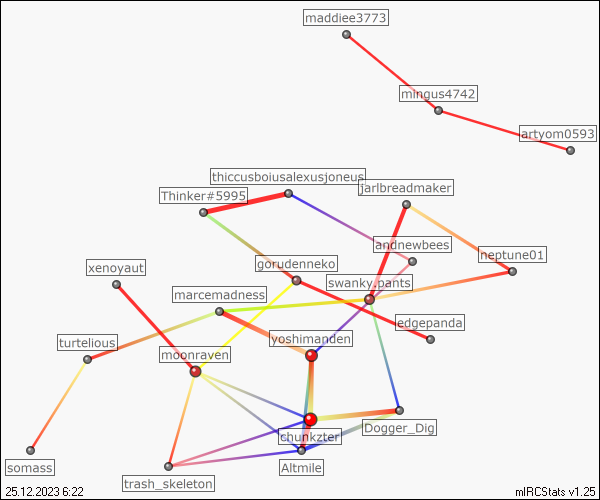 maddiee3773
mingus4742
artyom0593
thiccusboiusalexusjoneus
Thinker#5995
jarlbreadmaker
andnewbees
neptune01
gorudenneko
xenoyaut
swanky.pants
marcemadness
edgepanda
turtelious
yoshimanden
moonraven
Dogger_Dig
chunkzter
somass
Altmile
trash_skeleton
25.12.2023 6:22
mIRCStats v1.25